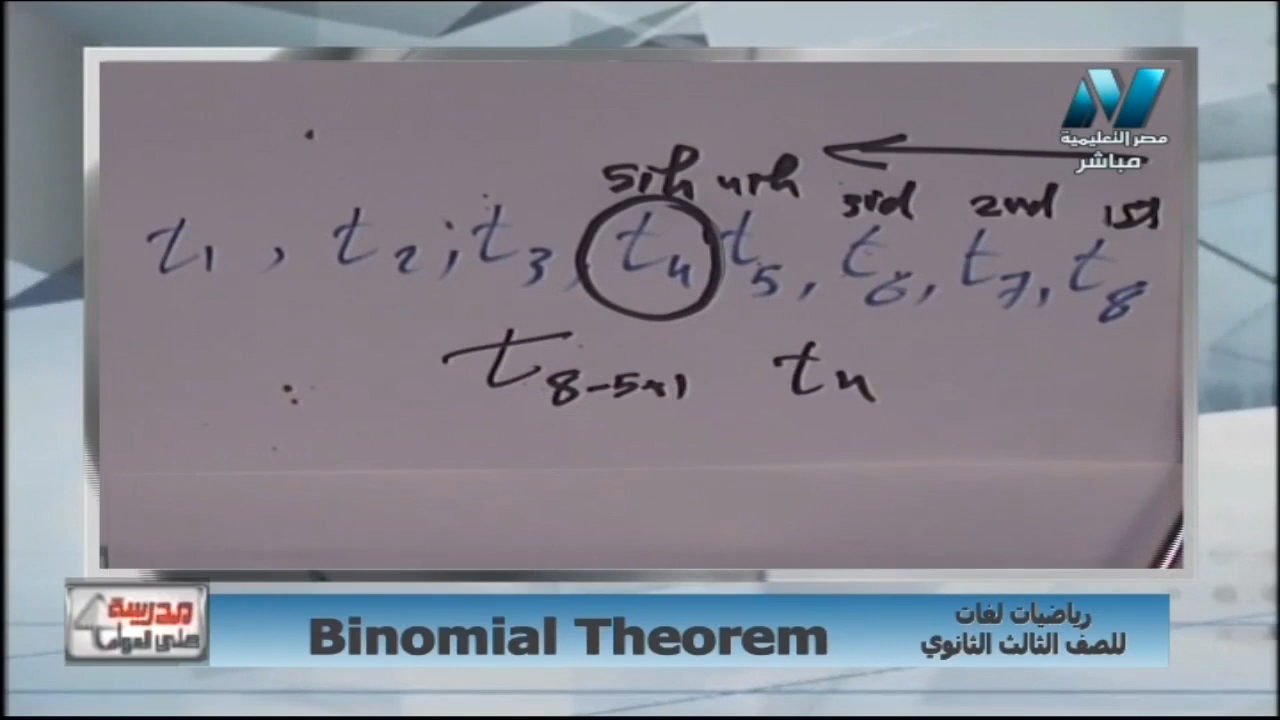 مصر التعليمية
مباشر
5th 4th 3rd 2nd 1st
t1 , t2 , t3 , t4 t5 , t6 , t7 , t8
t8-5+1 t4
مدرسة
على الهواء
Binomial Theorem
رياضيات لغات
للصف الثالث الثانوي